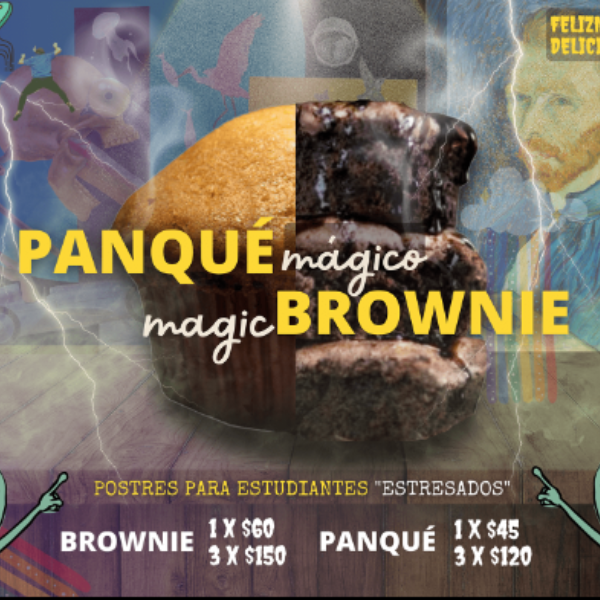 PANQUÉ mágico
magic BROWNIE
POSTRES PARA ESTUDIANTES "ESTRESADOS"
BROWNIE 1 X $60
3 X $150
PANQUÉ 1 X $45
3 X $120